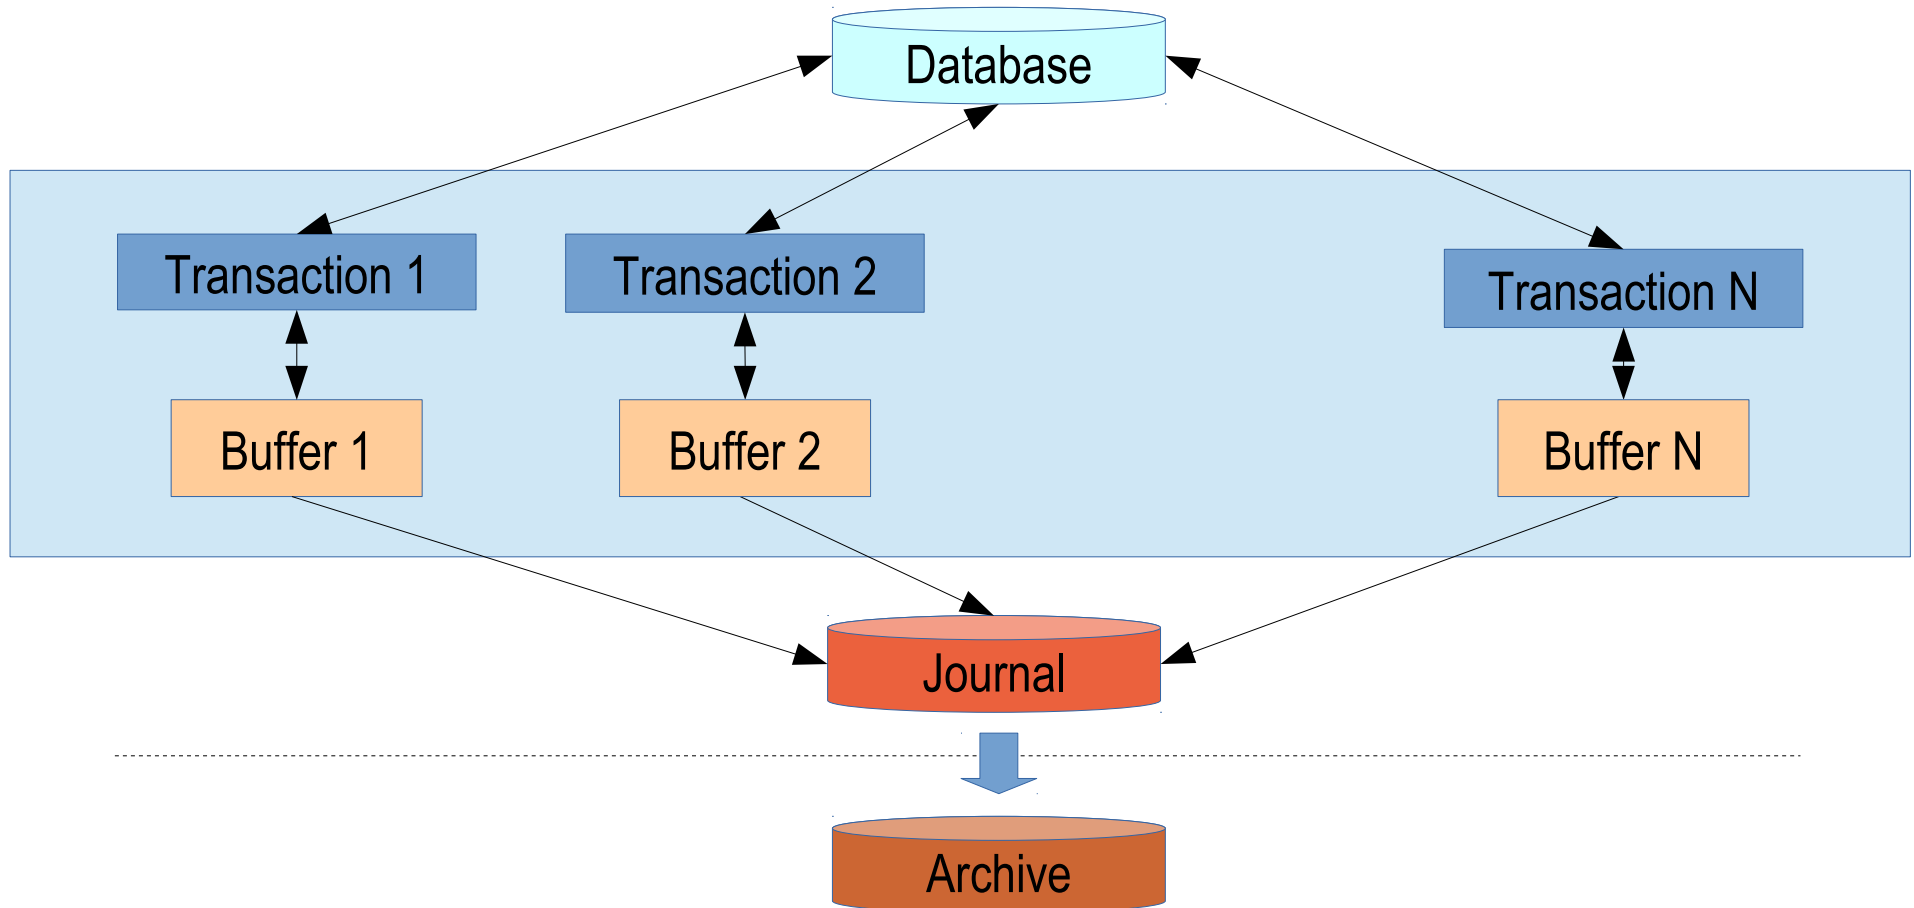 Database
Transaction 1
Transaction 2
Transaction N
Buffer 1
Buffer 2
Buffer N
Journal
Archive